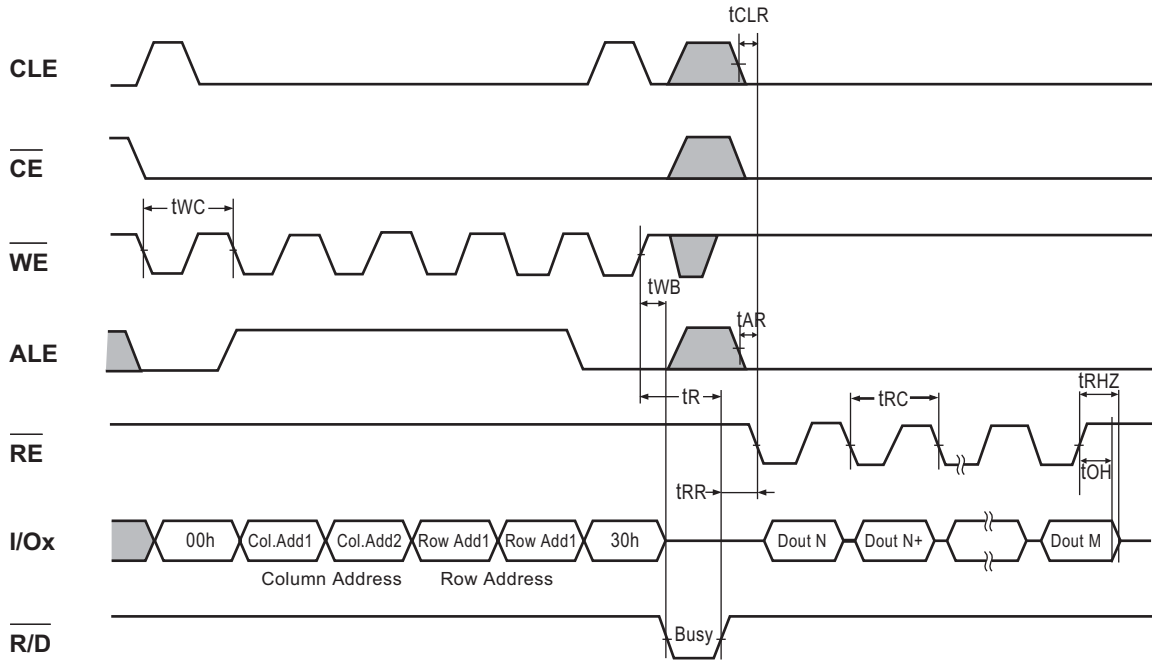 tCLR
CLE
CE
tWC
WE
tWB
tAR
ALE
tR
tRC
tRHZ
RE
tRR
tOH
I/Ox
00h
Col.Add1
Col.Add2
Row Add1
Row Add1
30h
Dout N
Dout N+
Dout M
Column Address
Row Address
Busy
R/D